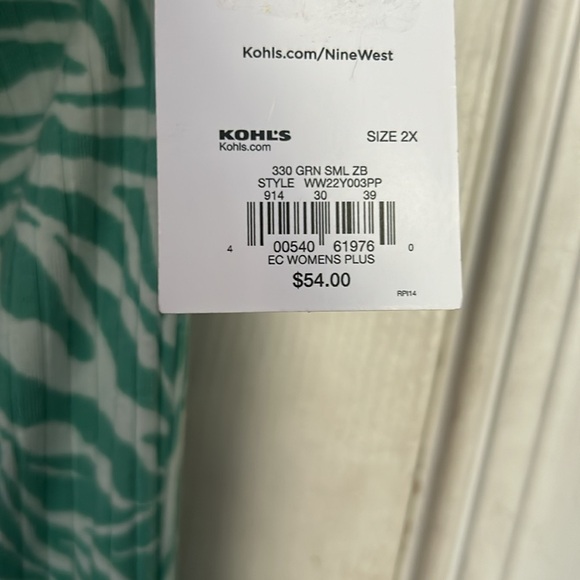 Kohls.com/NineWest
KOHL'S SIZE 2X
Kohls.com
330 GRN SML ZB
STYLE WW22Y003PP
914 30 39
4 00540 61976 0
EC WOMENS PLUS
$54.00
RPI14